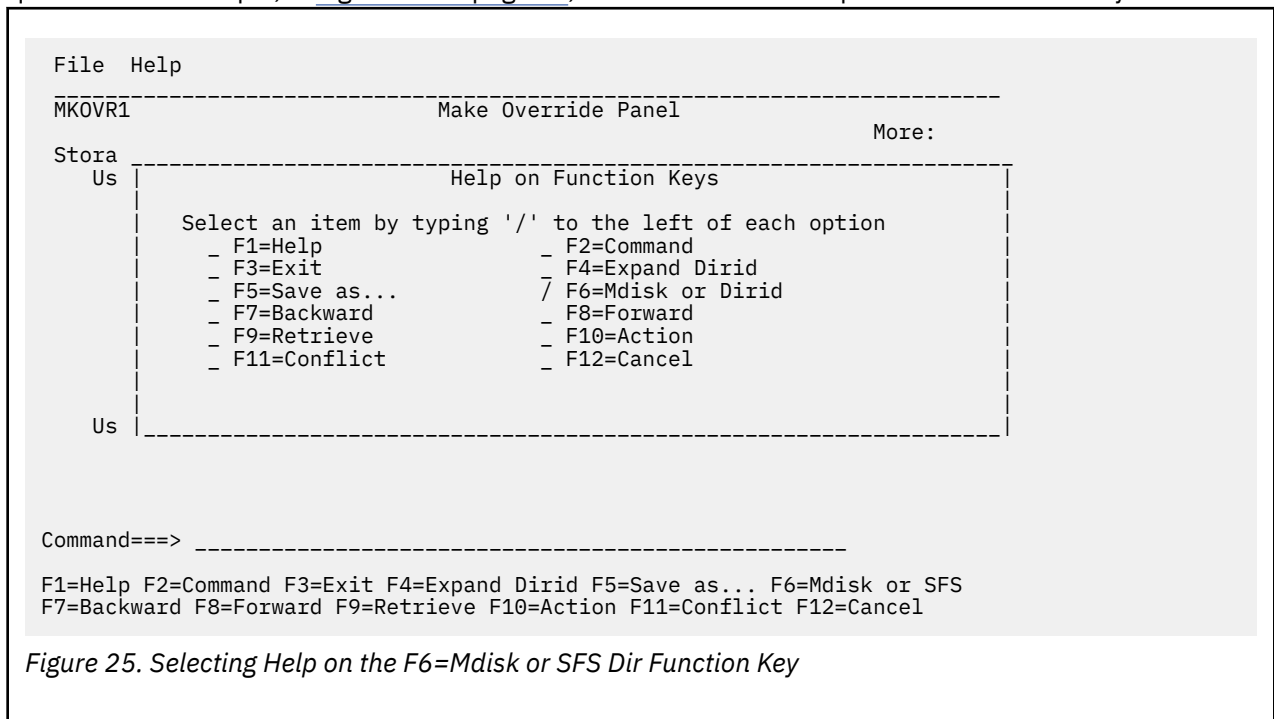 File Help
MKOVR1 Make Override Panel
More:
Stora
Us | Help on Function Keys |
Select an item by typing '/' to the left of each option
_ F1=Help _ F2=Command
_ F3=Exit _ F4=Expand Dirid
_ F5=Save as... / F6=Mdisk or Dirid
_ F7=Backward _ F8=Forward
_ F9=Retrieve _ F10=Action
_ F11=Conflict _ F12=Cancel
Us
Command===> ___________________________________________________
F1=Help F2=Command F3=Exit F4=Expand Dirid F5=Save as... F6=Mdisk or SFS
F7=Backward F8=Forward F9=Retrieve F10=Action F11=Conflict F12=Cancel
Figure 25. Selecting Help on the F6=Mdisk or SFS Dir Function Key